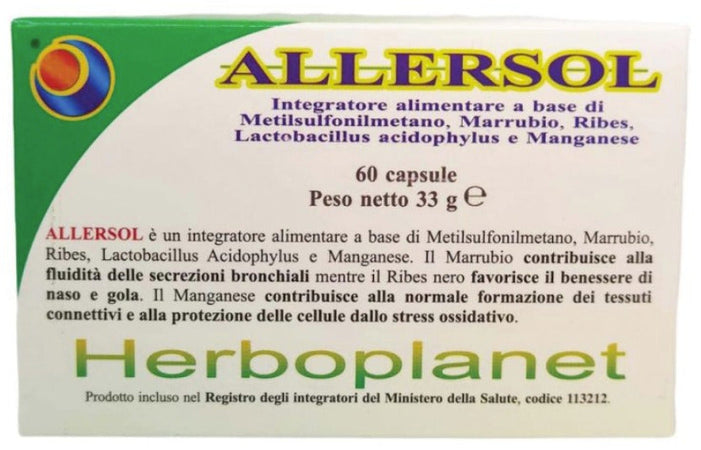 ALLERSOL
Integratore alimentare a base di
Metilsulfonilmetano, Marrubio, Ribes,
Lactobacillus acidophylus e Manganese
60 capsule
Peso netto 33 g ℮
ALLERSOL è un integratore alimentare a base di Metilsulfonilmetano, Marrubio,
Ribes, Lactobacillus Acidophylus e Manganese. Il Marrubio contribuisce alla
fluidità delle secrezioni bronchiali mentre il Ribes nero favorisce il benessere di
naso e gola. Il Manganese contribuisce alla normale formazione dei tessuti
connettivi e alla protezione delle cellule dallo stress ossidativo.
Herboplanet
Prodotto incluso nel Registro degli integratori del Ministero della Salute, codice 113212.